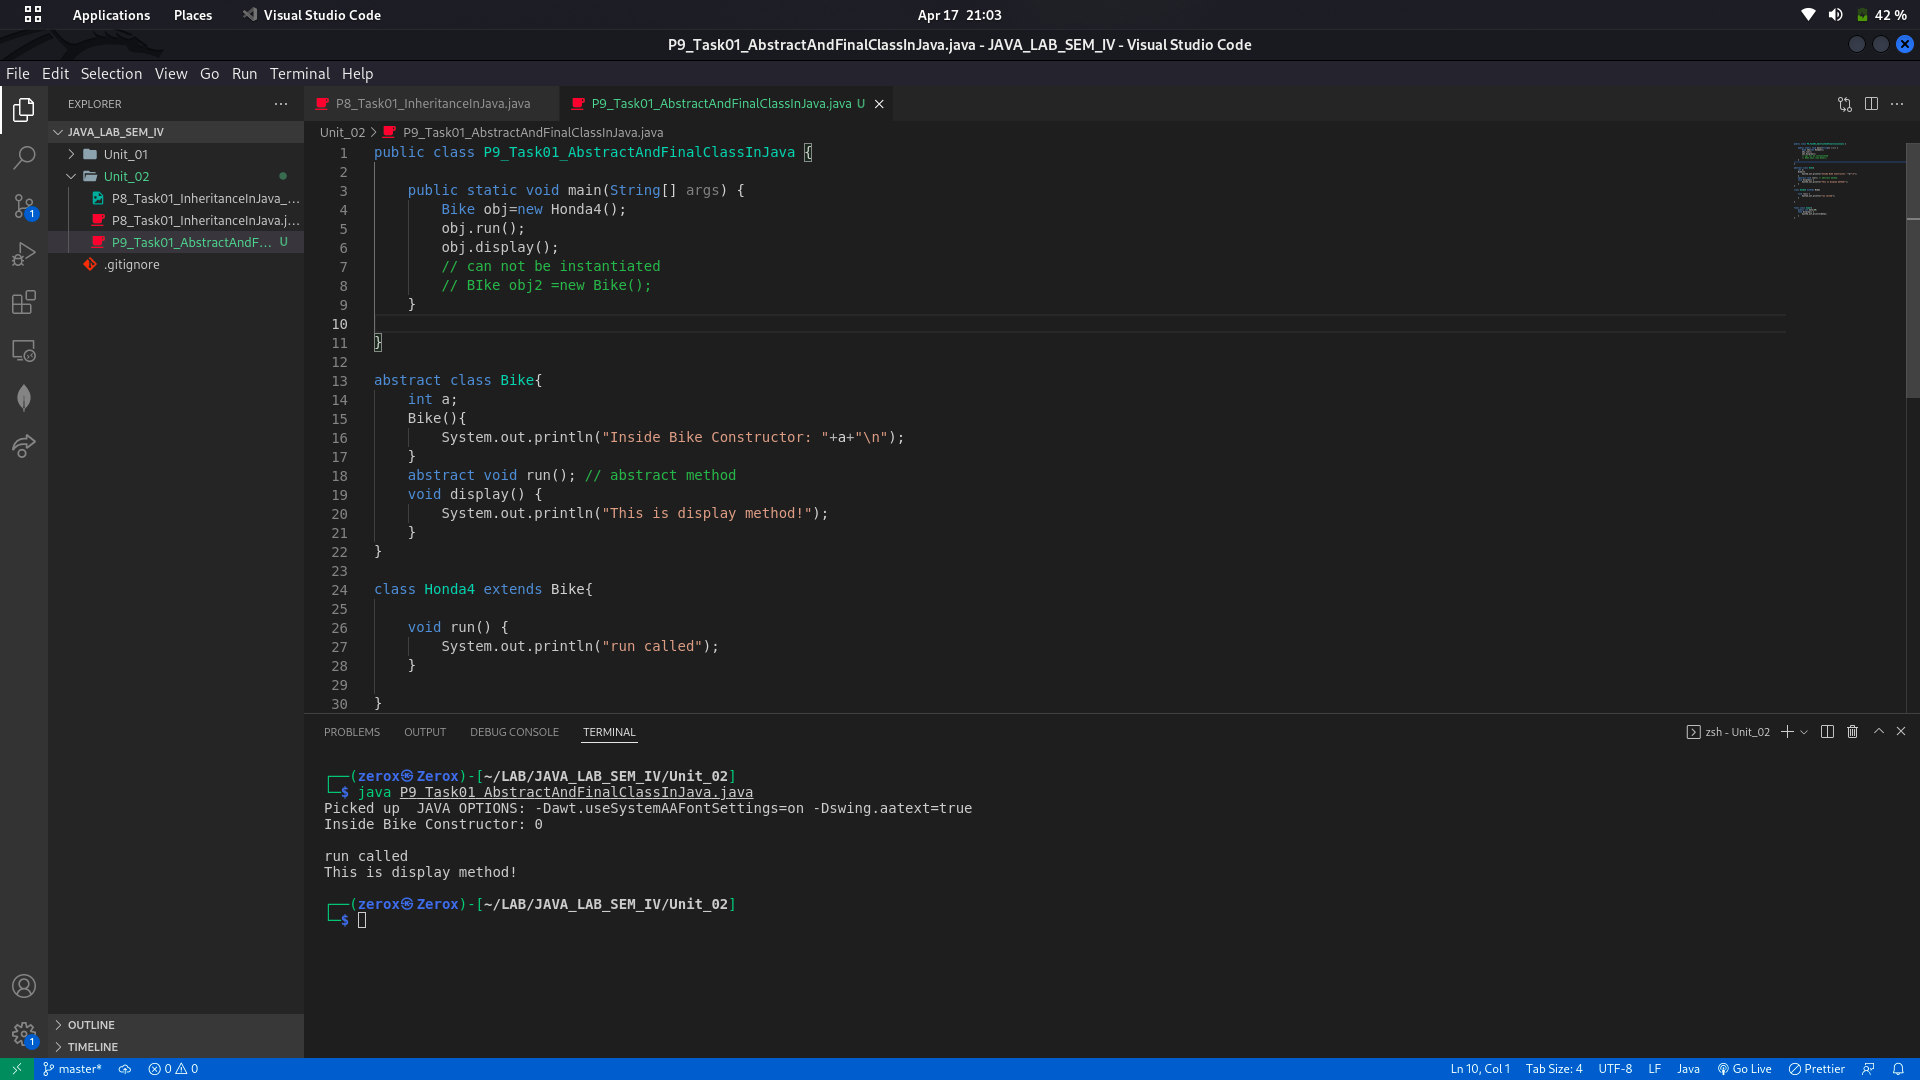 Applications Places Visual Studio Code Apr 17 21:03 42 %
P9_Task01_AbstractAndFinalClassInJava.java - JAVA_LAB_SEM_IV - Visual Studio Code
File Edit Selection View Go Run Terminal Help
EXPLORER
JAVA_LAB_SEM_IV
Unit_01
Unit_02
P8_Task01_InheritanceInJava_...
P8_Task01_InheritanceInJava.j...
P9_Task01_AbstractAndF... U
.gitignore
OUTLINE
TIMELINE
1
1
P8_Task01_InheritanceInJava.java P9_Task01_AbstractAndFinalClassInJava.java U
Unit_02 > P9_Task01_AbstractAndFinalClassInJava.java
1 public class P9_Task01_AbstractAndFinalClassInJava {
2
3 public static void main(String[] args) {
4 Bike obj=new Honda4();
5 obj.run();
6 obj.display();
7 // can not be instantiated
8 // BIke obj2 =new Bike();
9 }
10
11 }
12
13 abstract class Bike{
14 int a;
15 Bike(){
16 System.out.println("Inside Bike Constructor: "+a+"\n");
17 }
18 abstract void run(); // abstract method
19 void display() {
20 System.out.println("This is display method!");
21 }
22 }
23
24 class Honda4 extends Bike{
25
26 void run() {
27 System.out.println("run called");
28 }
29
30 }
PROBLEMS OUTPUT DEBUG CONSOLE TERMINAL zsh - Unit_02
┌──(zerox㉿Zerox)-[~/LAB/JAVA_LAB_SEM_IV/Unit_02]
└─$ java P9_Task01_AbstractAndFinalClassInJava.java
Picked up _JAVA_OPTIONS: -Dawt.useSystemAAFontSettings=on -Dswing.aatext=true
Inside Bike Constructor: 0
run called
This is display method!
┌──(zerox㉿Zerox)-[~/LAB/JAVA_LAB_SEM_IV/Unit_02]
└─$
master* 0 0 Ln 10, Col 1 Tab Size: 4 UTF-8 LF Java Go Live Prettier